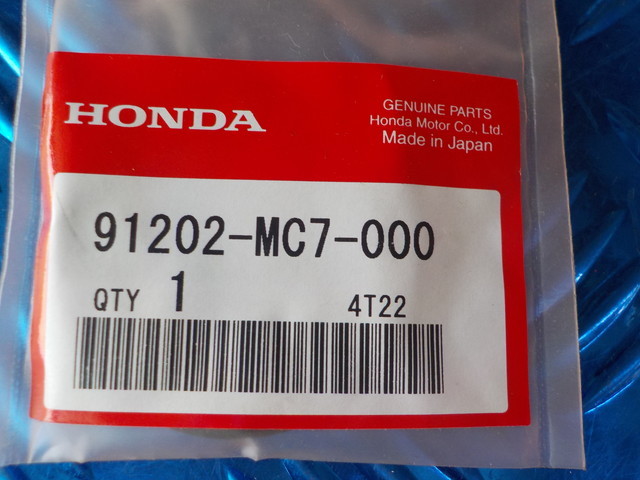 HONDA
GENUINE PARTS
Honda Motor Co., Ltd.
Made in Japan
91202-MC7-000
QTY 1 4T22